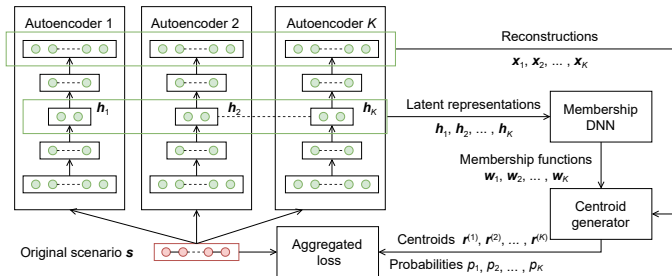 Autoencoder 1
Autoencoder 2
Autoencoder K
Reconstructions
x1, x2, ... , xK
h1
h2
hK
Latent representations
h1, h2, ... , hK
Membership
DNN
Membership functions
w1, w2, ... , wK
Centroid
generator
Original scenario s
Aggregated
loss
Centroids r(1), r(2), ... , r(K)
Probabilities p1, p2, ... , pK